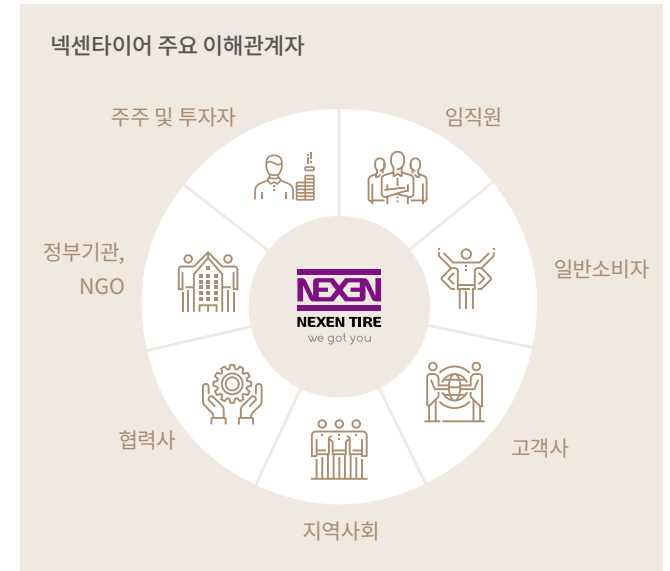 넥센타이어 주요 이해관계자
주주 및 투자자
임직원
정부기관,
NGO
일반소비자
NEXEN
NEXEN TIRE
we got you
협력사
고객사
지역사회